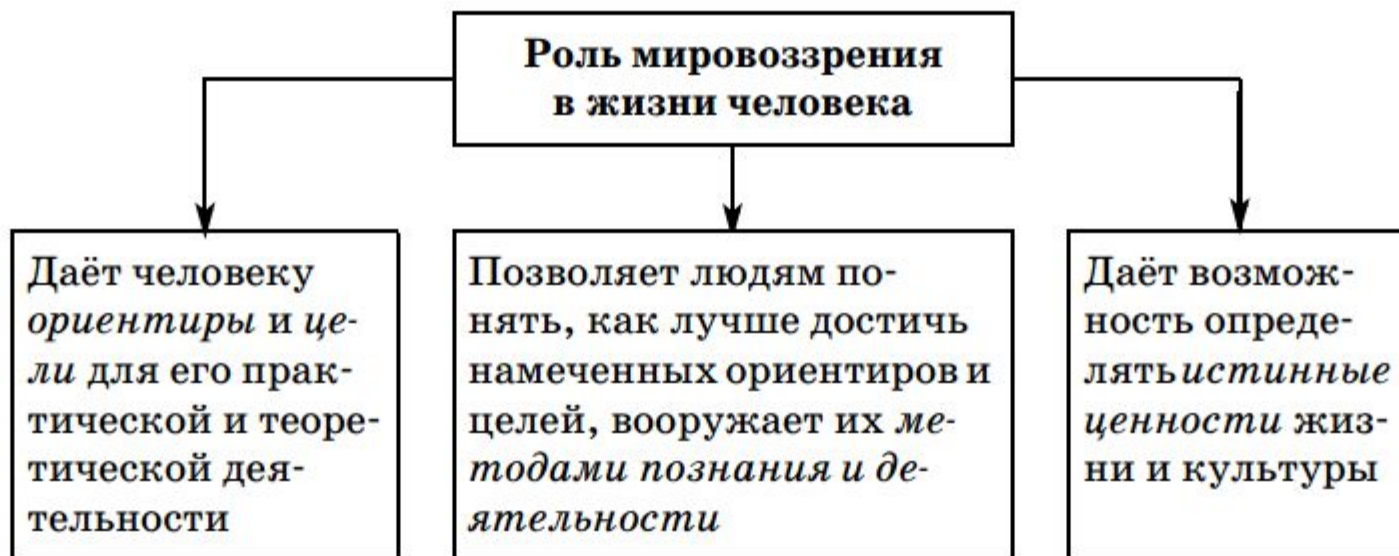 Роль мировоззрения
в жизни человека
Даёт человеку
ориентиры и це-
ли для его прак-
тической и теоре-
тической дея-
тельности
Позволяет людям по-
нять, как лучше достичь
намеченных ориентиров и
целей, вооружает их ме-
тодами познания и де-
ятельности
Даёт возмож-
ность опреде-
лять истинные
ценности жиз-
ни и культуры